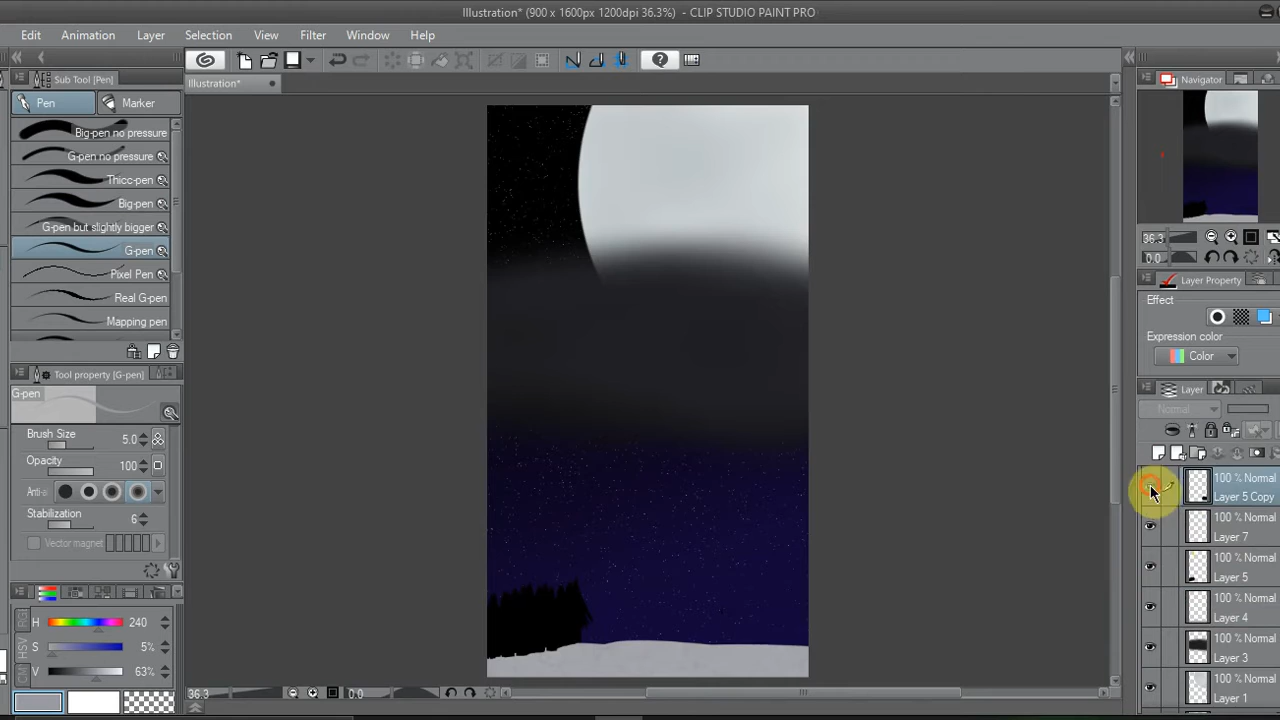 Illustration* (900 x 1600px 1200dpi 36.3%) - CLIP STUDIO PAINT PRO
Edit Animation Layer Selection View Filter Window Help
Sub Tool [Pen]
Illustration*
Navigator
Pen Marker
Big-pen no pressure
G-pen no pressure
Thicc-pen
Big-pen
G-pen but slightly bigger
G-pen
Pixel Pen
Real G-pen
Mapping pen
36.3
0.0
Layer Property
Effect
Expression color
Color
Tool property [G-pen]
G-pen
Layer
Normal
Brush Size 5.0
Opacity 100
Anti-
Stabilization
6
Vector magnet
100 % Normal
Layer 5 Copy
100 % Normal
Layer 7
100 % Normal
Layer 5
100 % Normal
Layer 4
100 % Normal
Layer 3
100 % Normal
Layer 1
H 240
S 5%
V 63%
36.3 0.0